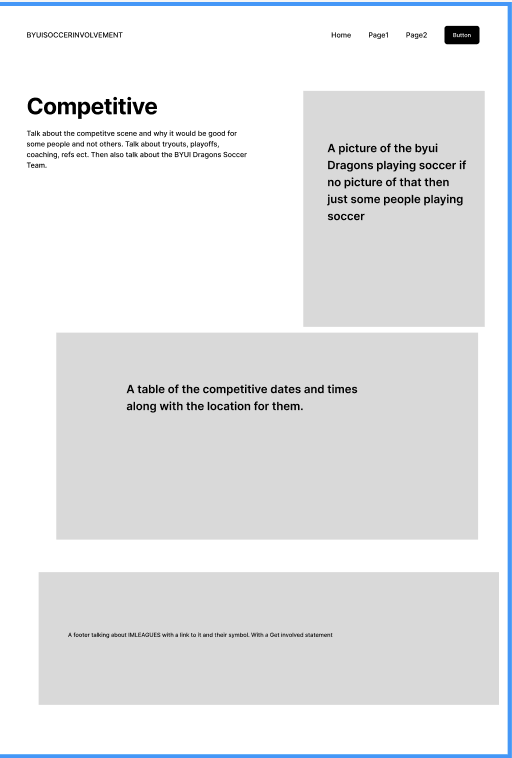 BYUISOCCERINVOLVEMENT
Home Page1 Page2 Button
Competitive
Talk about the competitve scene and why it would be good for
some people and not others. Talk about tryouts, playoffs,
coaching, refs ect. Then also talk about the BYUI Dragons Soccer
Team.
A picture of the byui
Dragons playing soccer if
no picture of that then
just some people playing
soccer
A table of the competitive dates and times
along with the location for them.
A footer talking about IMLEAGUES with a link to it and their symbol. With a Get involved statement